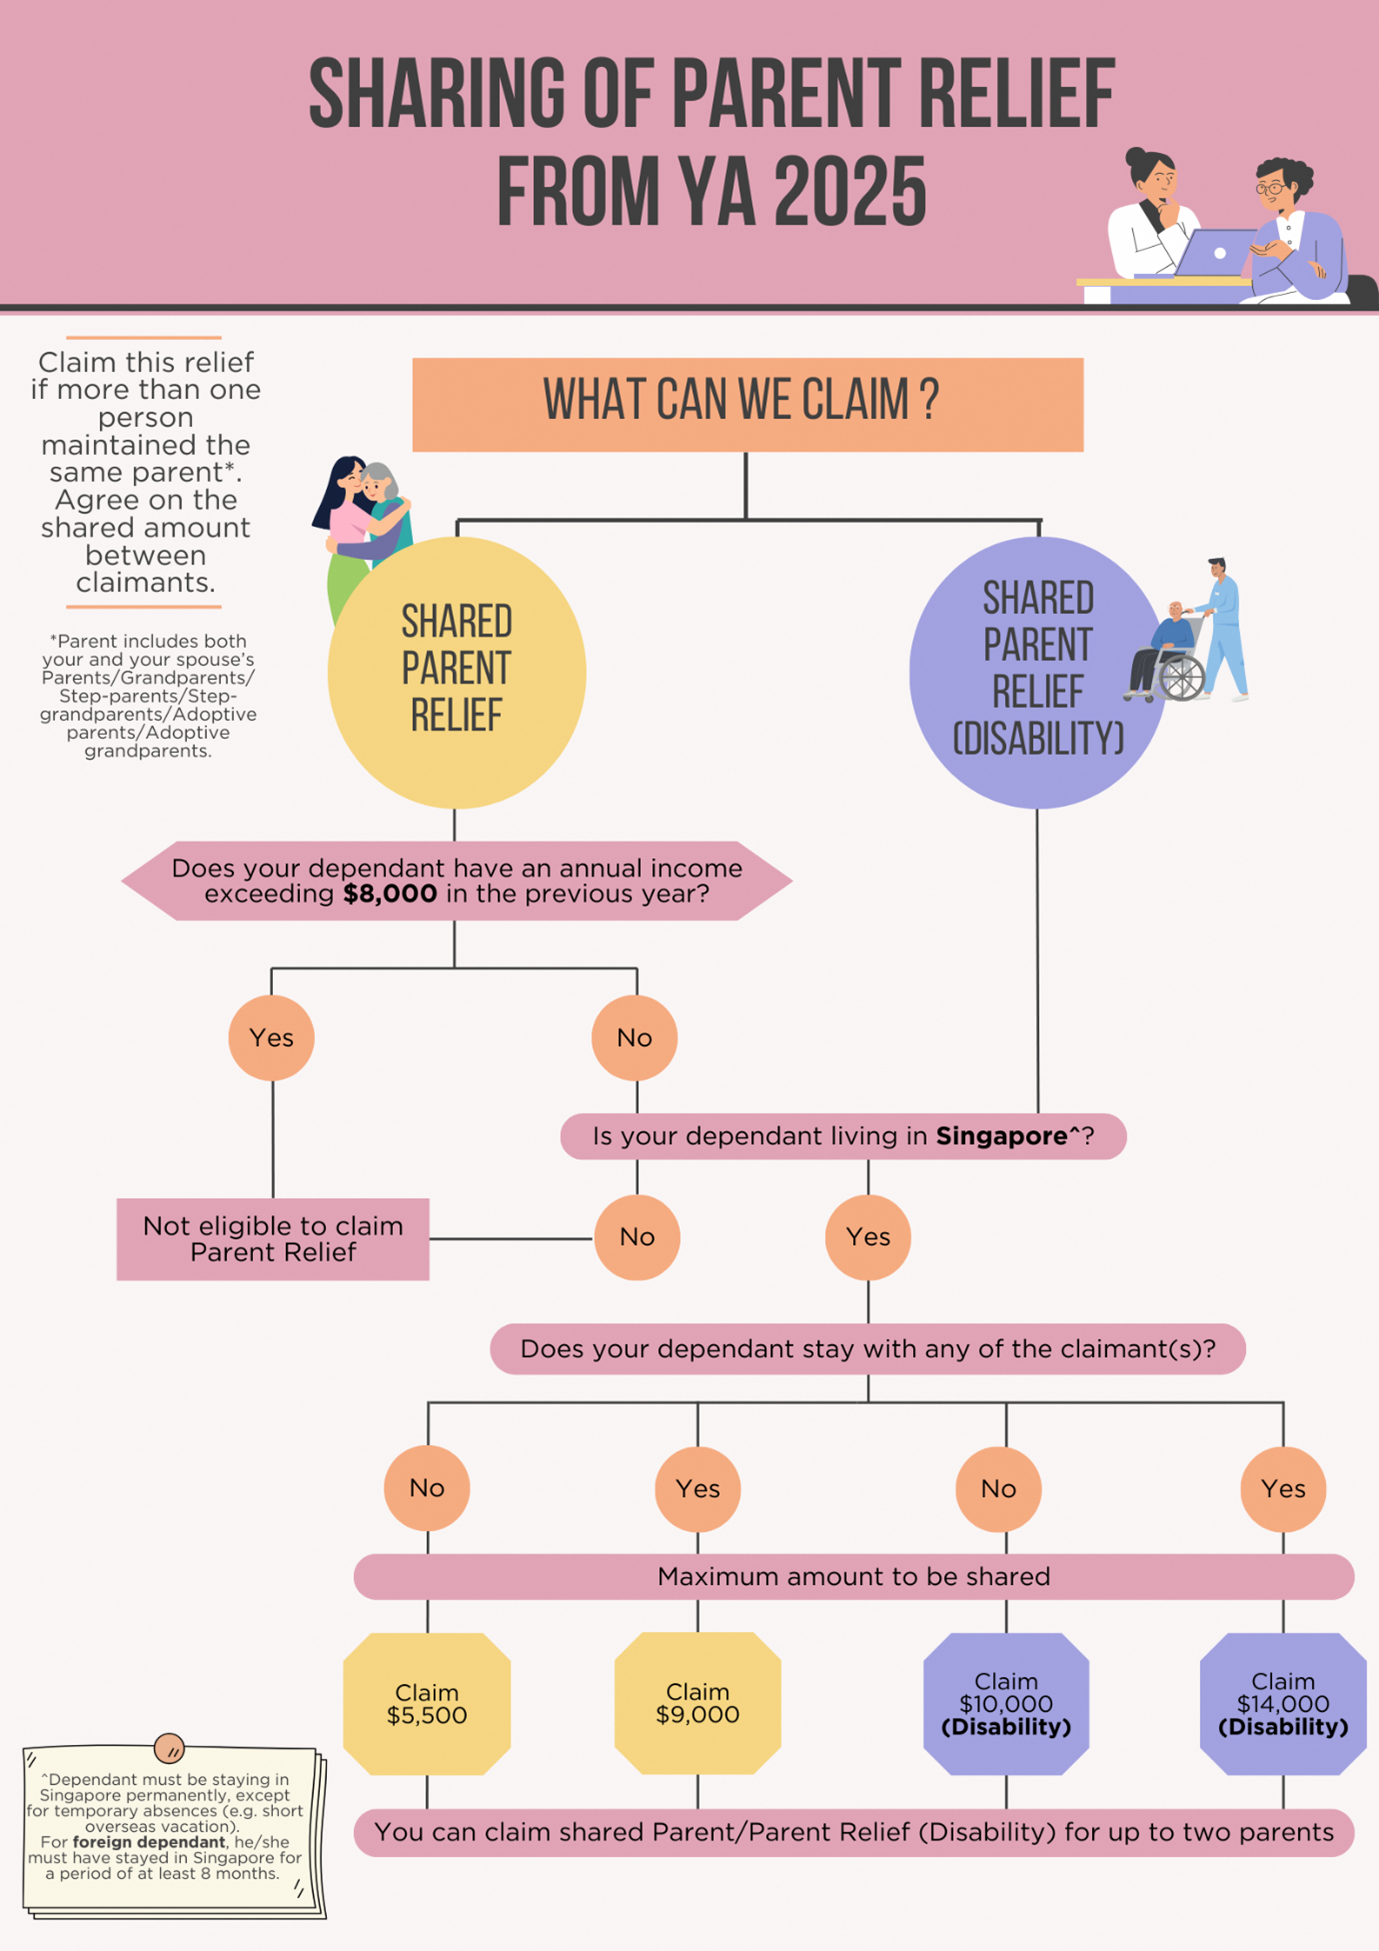 SHARING OF PARENT RELIEF
FROM YA 2025
Claim this relief
if more than one
person
maintained the
same parent*.
Agree on the
shared amount
between
claimants.
*Parent includes both
your and your spouse's
Parents/Grandparents/
Step-parents/Step-
grandparents/Adoptive
parents/Adoptive
grandparents.
WHAT CAN WE CLAIM ?
SHARED
PARENT
RELIEF
SHARED
PARENT
RELIEF
(DISABILITY)
Does your dependant have an annual income
exceeding $8,000 in the previous year?
Yes
No
Is your dependant living in Singapore^?
Not eligible to claim
Parent Relief
No
Yes
Does your dependant stay with any of the claimant(s)?
No
Yes
No
Yes
Maximum amount to be shared
Claim
$5,500
Claim
$9,000
Claim
$10,000
(Disability)
Claim
$14,000
(Disability)
You can claim shared Parent/Parent Relief (Disability) for up to two parents
^Dependant must be staying in
Singapore permanently, except
for temporary absences (e.g. short
overseas vacation).
For foreign dependant, he/she
must have stayed in Singapore for
a period of at least 8 months.